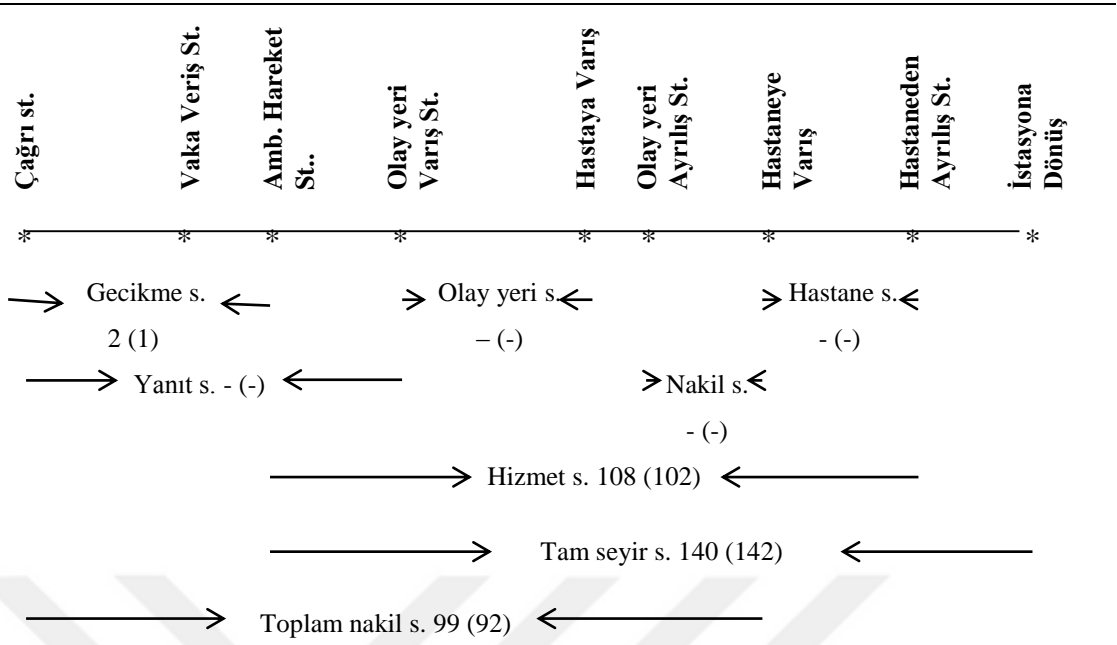 Çağrı st.
Vaka Veriş St.
Amb. Hareket
St..
Olay yeri
Varış St.
Hastaya Varış
Olay yeri
Ayrılış St.
Hastaneye
Varış
Hastaneden
Ayrılış St.
İstasyona
Dönüş
* * * * * * * * *
Gecikme s.
2 (1)
Olay yeri s.
– (-)
Hastane s.
- (-)
Yanıt s. - (-)
Nakil s.
- (-)
Hizmet s. 108 (102)
Tam seyir s. 140 (142)
Toplam nakil s. 99 (92)